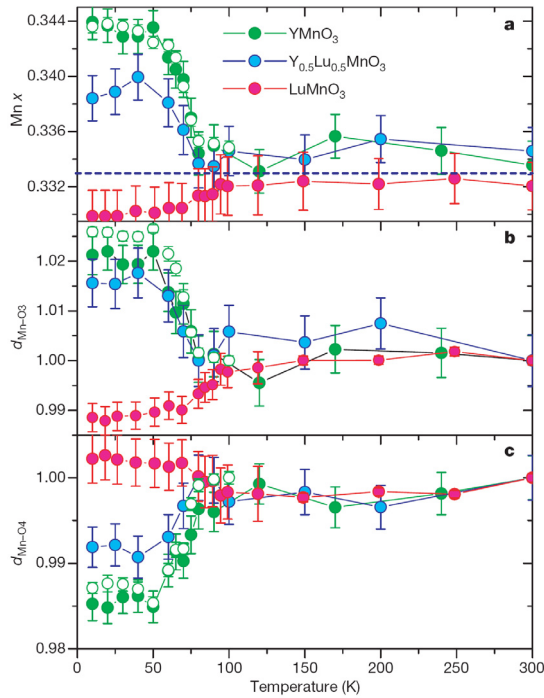 0.344
0.340
0.336
0.332
Mn x
YMnO₃
Y₀.₅Lu₀.₅MnO₃
LuMnO₃
a
1.02
1.01
1.00
0.99
d Mn–O3
b
1.00
0.99
0.98
d Mn–O4
c
0 50 100 150 200 250 300
Temperature (K)